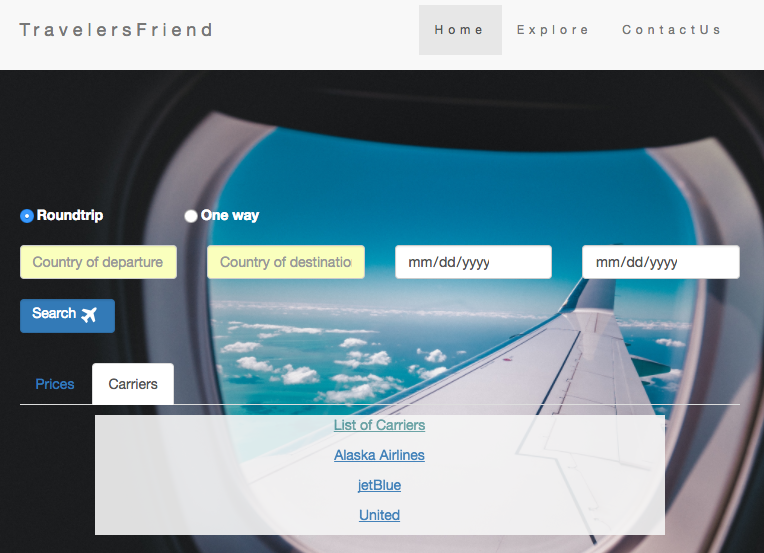 TravelersFriend
Home Explore ContactUs
Roundtrip One way
Country of departure Country of destinatio mm/dd/yyyy mm/dd/yyyy
Search
Prices Carriers
List of Carriers
Alaska Airlines
jetBlue
United